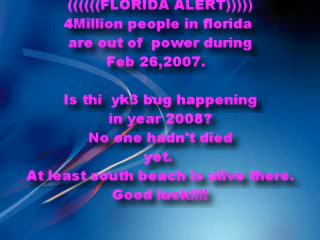 ((((((FLORIDA ALERT)))))
4Million people in florida
are out of power during
Feb 26,2007.
Is thi yk3 bug happening
in year 2008?
No one hadn't died
yet.
At least south beach is alive there.
Good luck!!!!